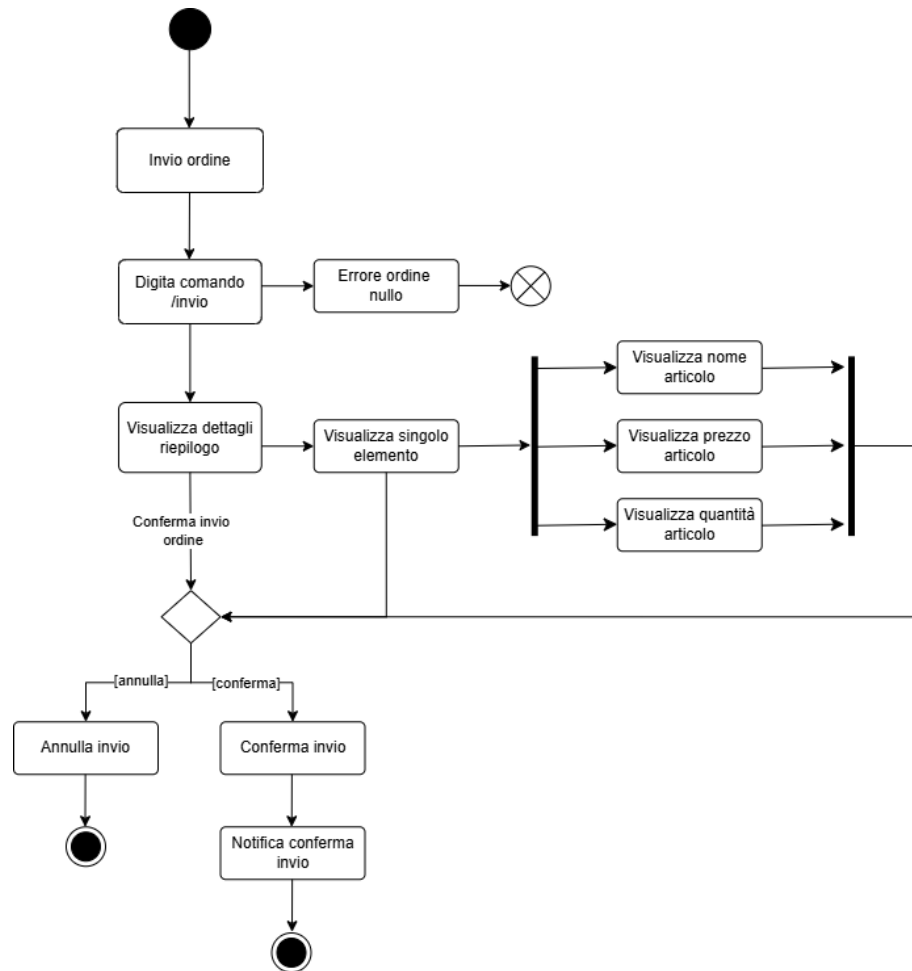 Invio ordine
Digita comando
/invio
Errore ordine
nullo
Visualizza nome
articolo
Visualizza dettagli
riepilogo
Visualizza singolo
elemento
Visualizza prezzo
articolo
Visualizza quantità
articolo
Conferma invio
ordine
[annulla]
[conferma]
Annulla invio
Conferma invio
Notifica conferma
invio